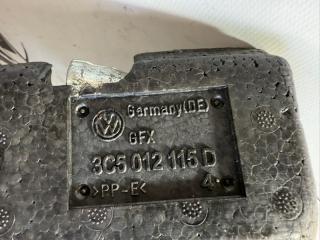 Germany(DE)
GFX
3C5 012 115 D
>PP-E< 4